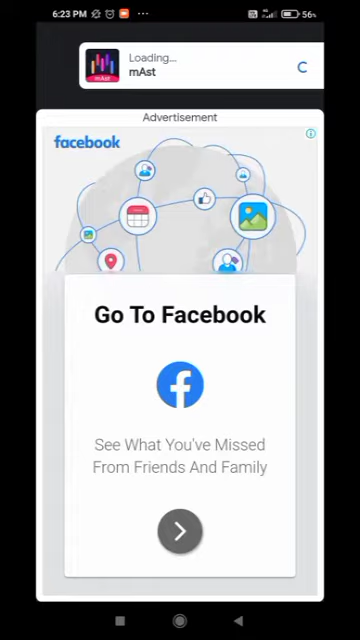 6:23 PM
56%
Loading...
mAst
mAst
Advertisement
facebook
Go To Facebook
See What You've Missed
From Friends And Family